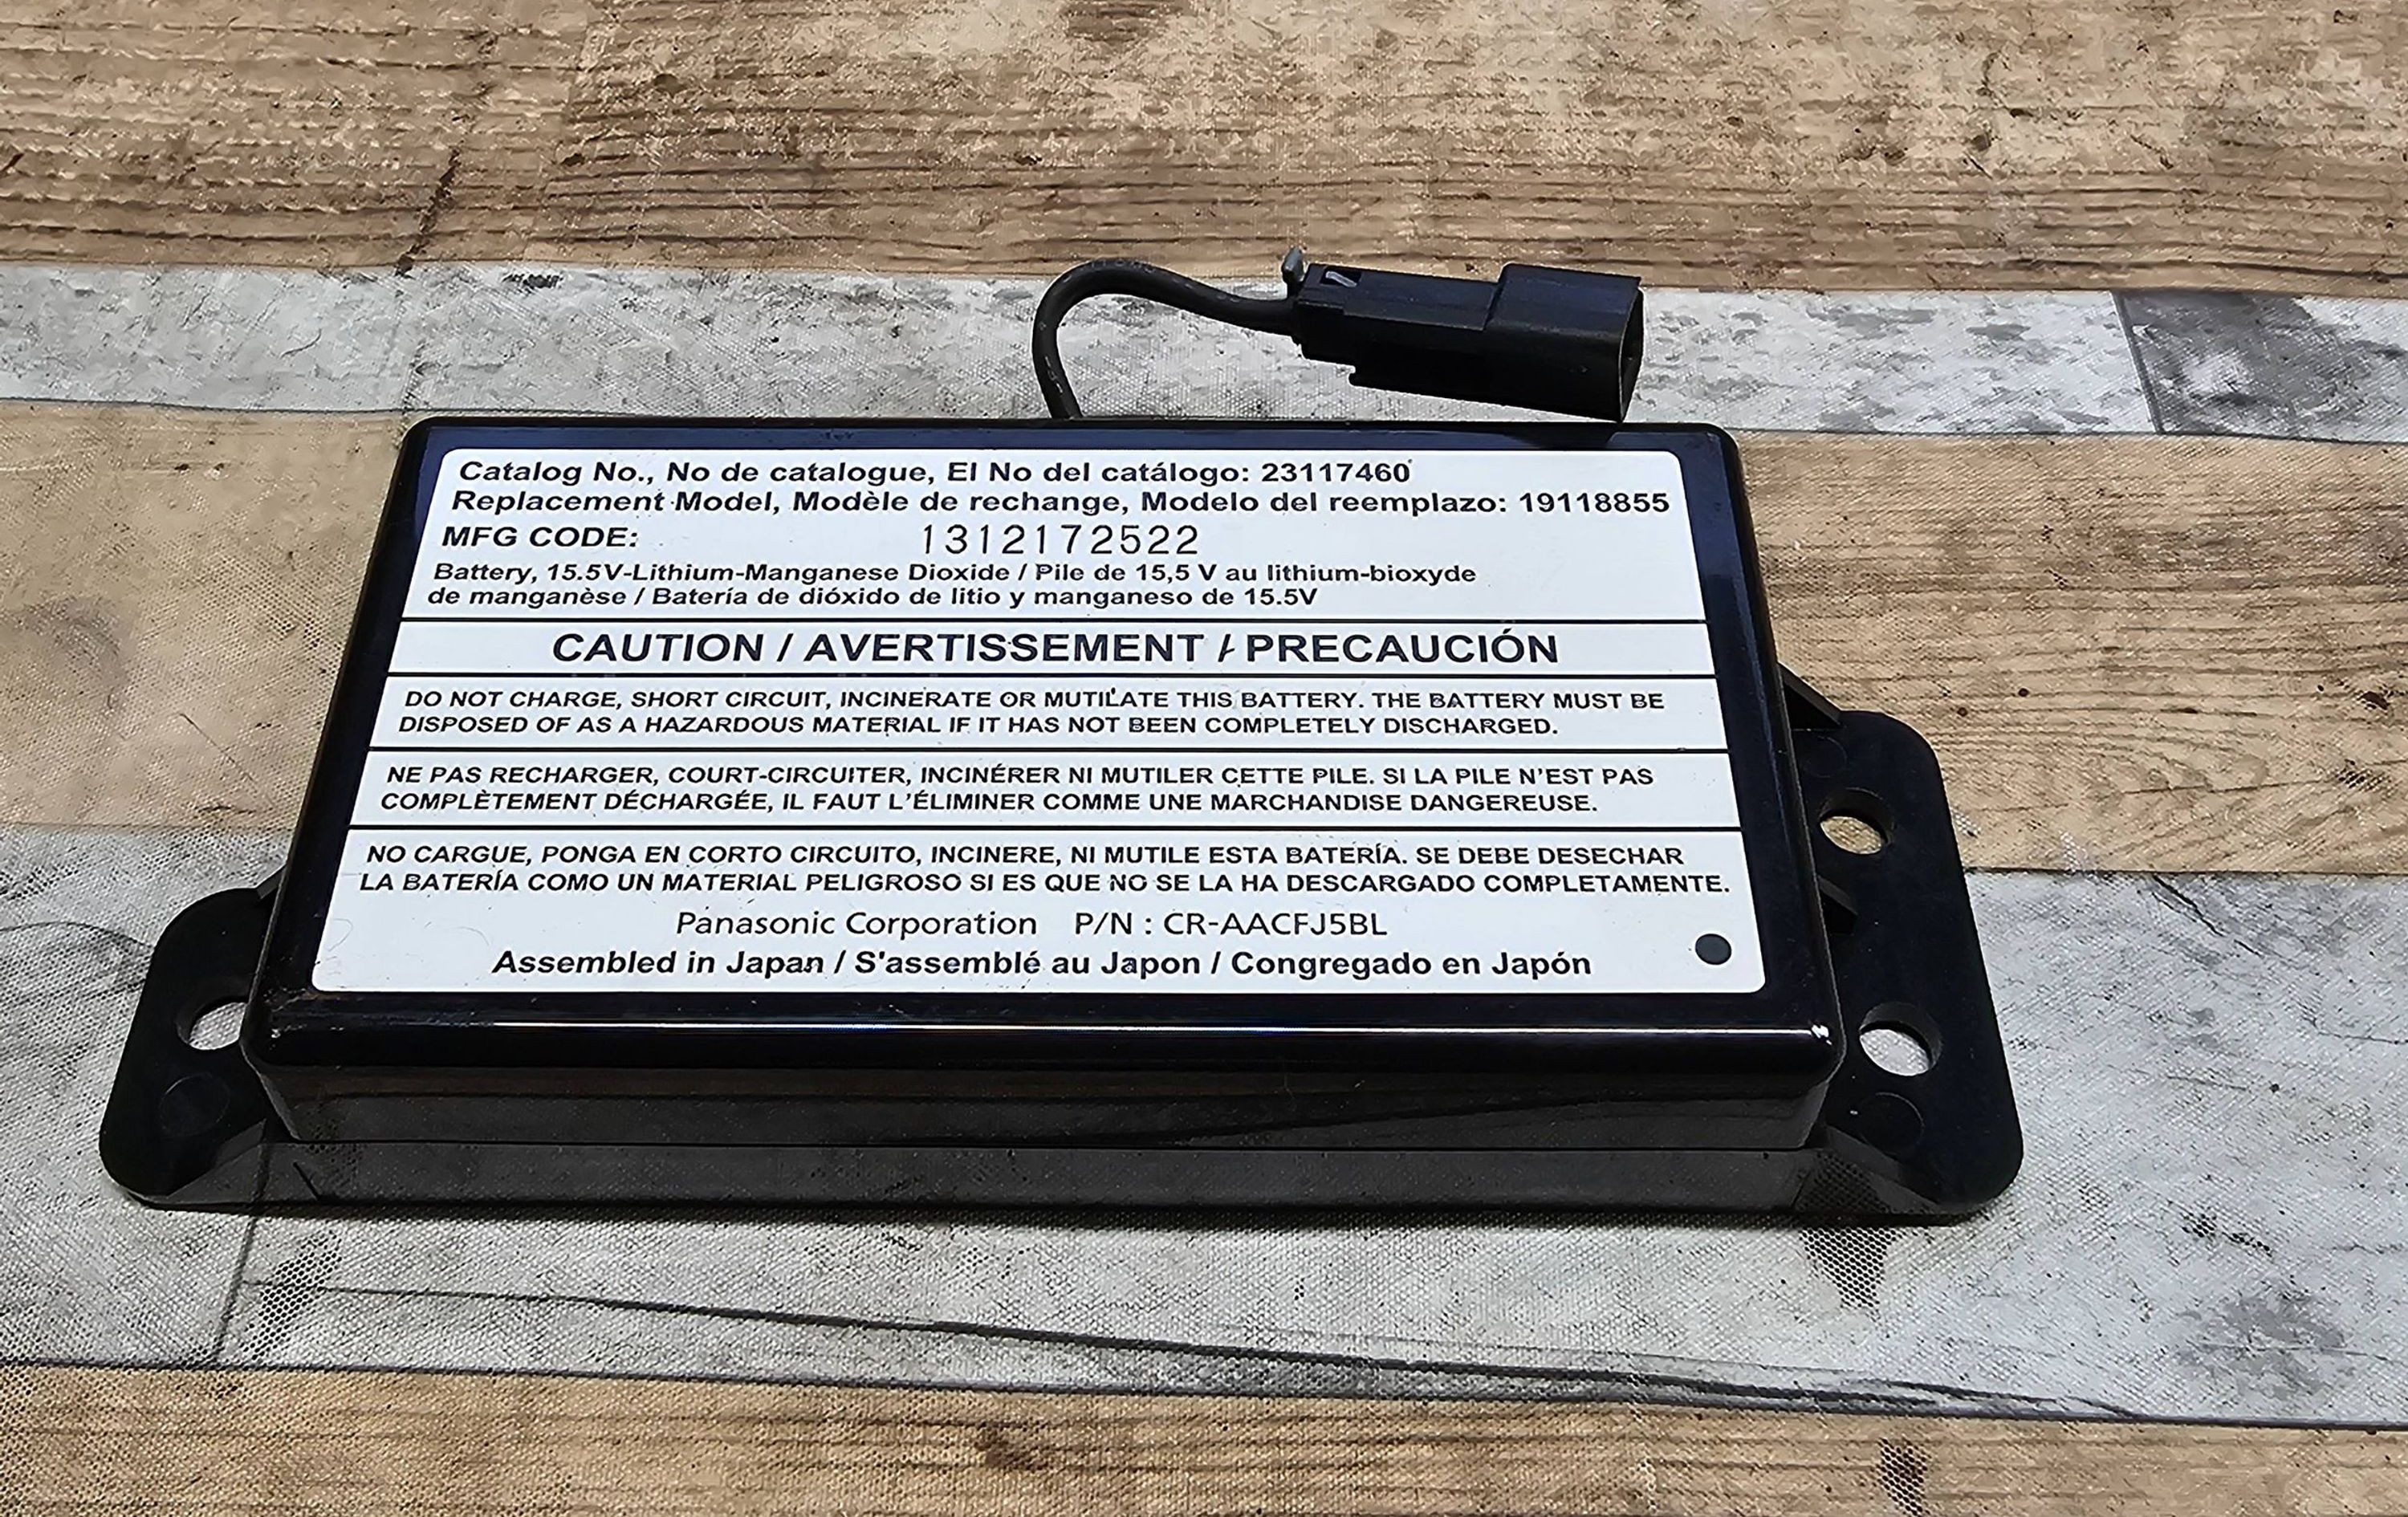 Catalog No., No de catalogue, El No del catálogo: 23117460
Replacement Model, Modèle de rechange, Modelo del reemplazo: 19118855
MFG CODE: 1312172522
Battery, 15.5V-Lithium-Manganese Dioxide / Pile de 15,5 V au lithium-bioxyde
de manganèse / Batería de dióxido de litio y manganeso de 15.5V
CAUTION / AVERTISSEMENT / PRECAUCIÓN
DO NOT CHARGE, SHORT CIRCUIT, INCINERATE OR MUTILATE THIS BATTERY. THE BATTERY MUST BE
DISPOSED OF AS A HAZARDOUS MATERIAL IF IT HAS NOT BEEN COMPLETELY DISCHARGED.
NE PAS RECHARGER, COURT-CIRCUITER, INCINÉRER NI MUTILER CETTE PILE. SI LA PILE N'EST PAS
COMPLÈTEMENT DÉCHARGÉE, IL FAUT L'ÉLIMINER COMME UNE MARCHANDISE DANGEREUSE.
NO CARGUE, PONGA EN CORTO CIRCUITO, INCINERE, NI MUTILE ESTA BATERÍA. SE DEBE DESECHAR
LA BATERÍA COMO UN MATERIAL PELIGROSO SI ES QUE NO SE LA HA DESCARGADO COMPLETAMENTE.
Panasonic Corporation P/N : CR-AACFJ5BL
Assembled in Japan / S'assemblé au Japon / Congregado en Japón